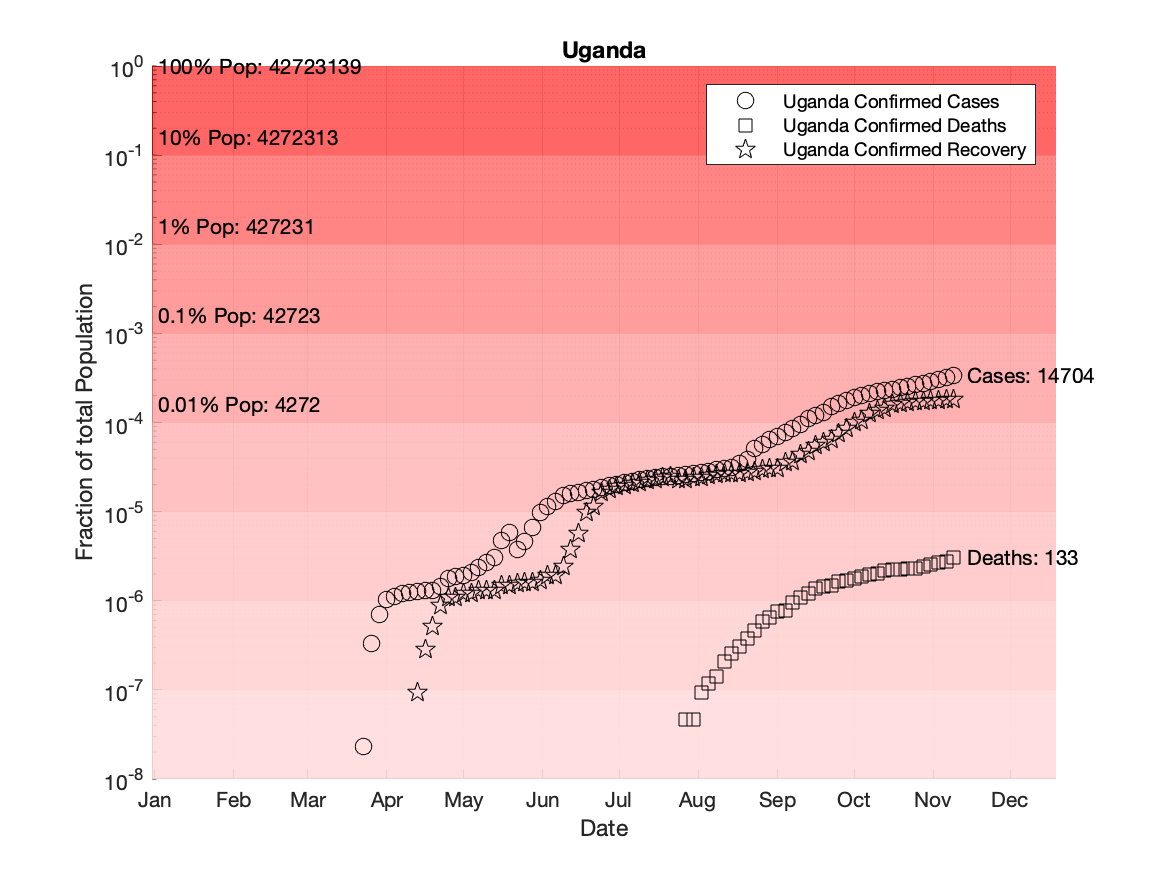 Uganda
10^0
10^-1
10^-2
10^-3
10^-4
10^-5
10^-6
10^-7
10^-8
Fraction of total Population
100% Pop: 42723139
10% Pop: 4272313
1% Pop: 427231
0.1% Pop: 42723
0.01% Pop: 4272
Uganda Confirmed Cases
Uganda Confirmed Deaths
Uganda Confirmed Recovery
Cases: 14704
Deaths: 133
Jan Feb Mar Apr May Jun Jul Aug Sep Oct Nov Dec
Date